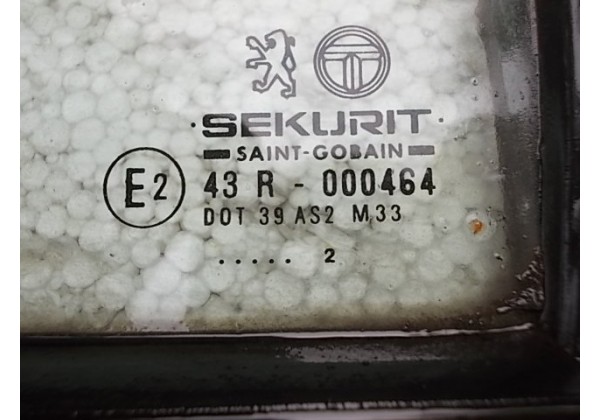 ·SEKURIT·
SAINT-GOBAIN
E2 43 R - 000464
DOT 39 AS2 M33
..... 2